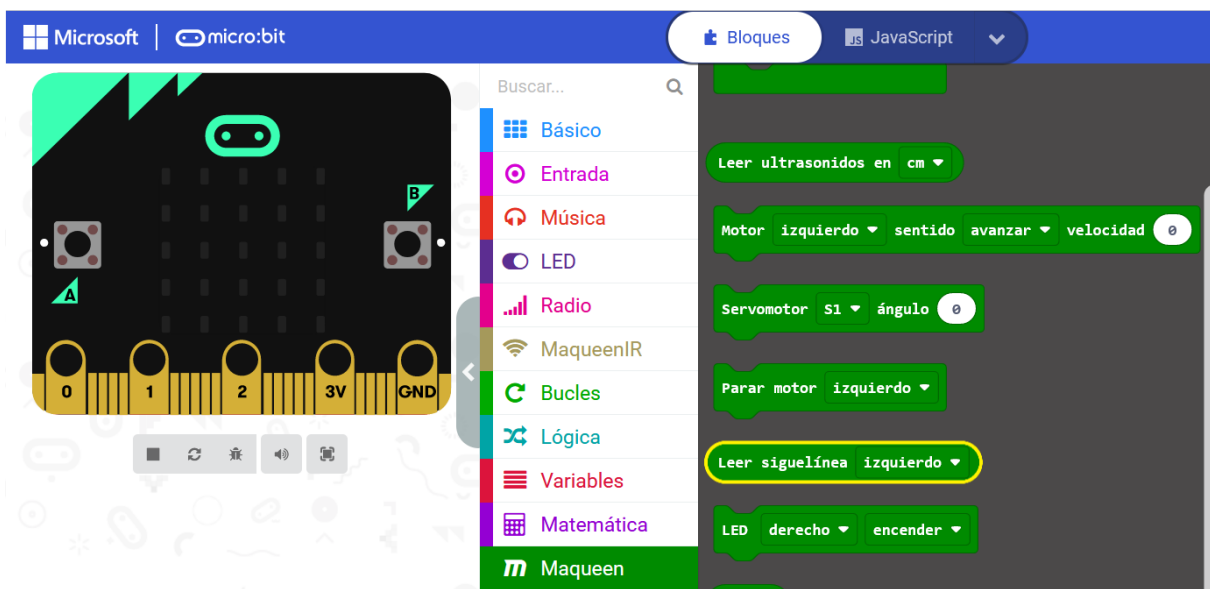 Microsoft | micro:bit
Bloques
JS JavaScript
B
A
0 1 2 3V GND
Buscar...
Básico
Entrada
Música
LED
Radio
MaqueenIR
Bucles
Lógica
Variables
Matemática
m Maqueen
Leer ultrasonidos en cm
Motor izquierdo sentido avanzar velocidad 0
Servomotor S1 ángulo 0
Parar motor izquierdo
Leer siguelínea izquierdo
LED derecho encender